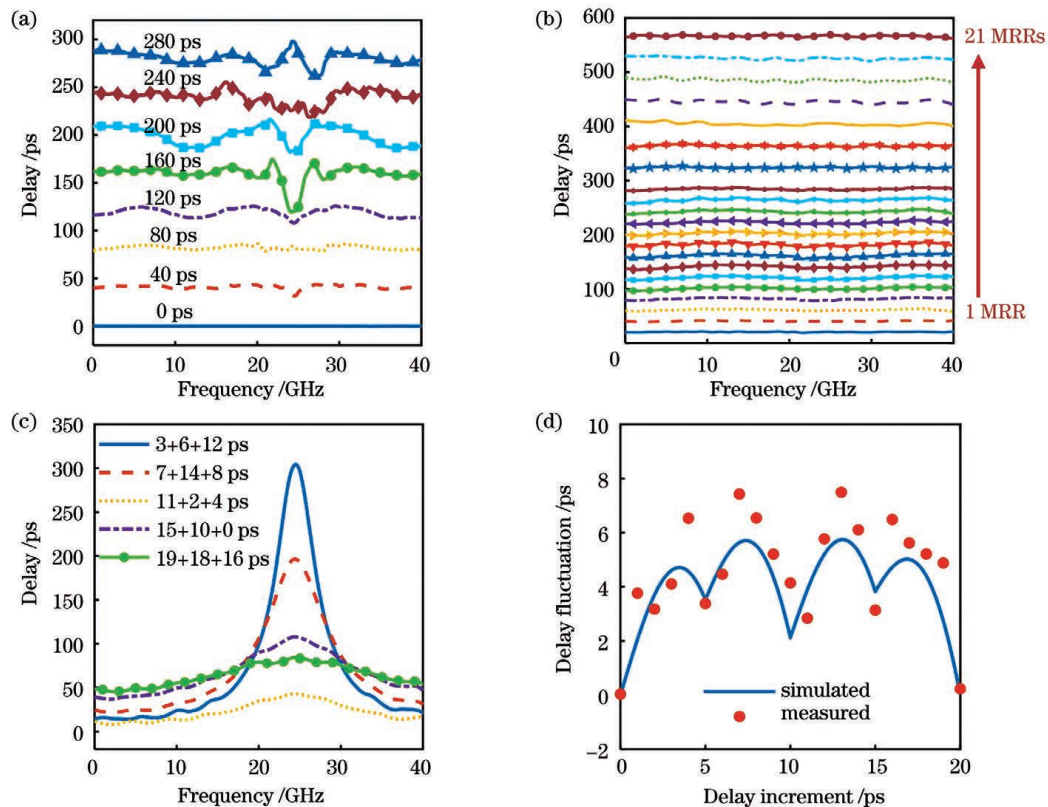 (a)
300
250
200
150
100
50
0
Delay /ps
280 ps
240 ps
200 ps
160 ps
120 ps
80 ps
40 ps
0 ps
0 10 20 30 40
Frequency /GHz
(b)
600
500
400
300
200
100
Delay /ps
21 MRRs
1 MRR
0 10 20 30 40
Frequency /GHz
(c)
350
300
250
200
150
100
50
0
Delay /ps
3+6+12 ps
7+14+8 ps
11+2+4 ps
15+10+0 ps
19+18+16 ps
0 10 20 30 40
Frequency /GHz
(d)
10
8
6
4
2
0
−2
Delay fluctuation /ps
simulated
measured
0 5 10 15 20
Delay increment /ps